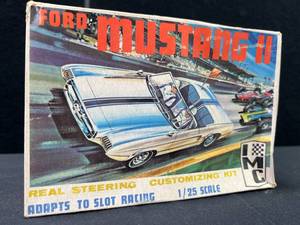 FORD
MUSTANG II
IMC
REAL STEERING CUSTOMIZING KIT
ADAPTS TO SLOT RACING 1/25 SCALE